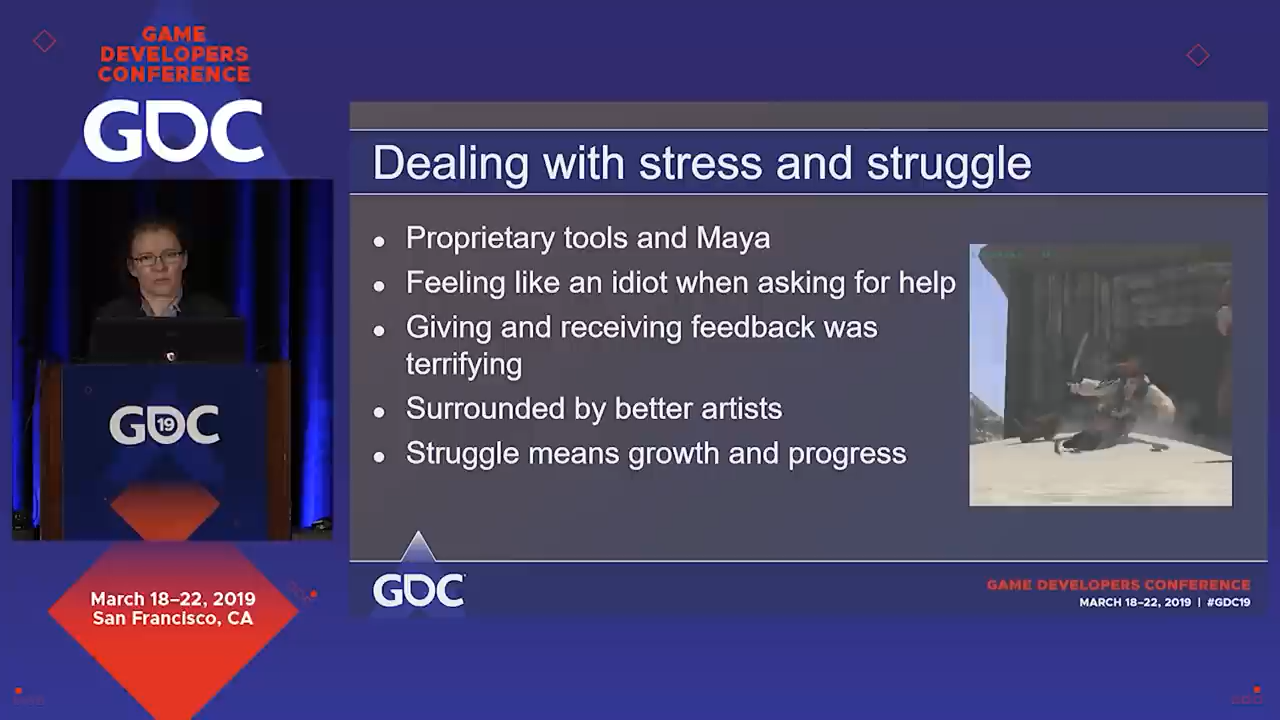 GAME
DEVELOPERS
CONFERENCE
GDC
GDC
19
March 18–22, 2019
San Francisco, CA
Dealing with stress and struggle
• Proprietary tools and Maya
• Feeling like an idiot when asking for help
• Giving and receiving feedback was
terrifying
• Surrounded by better artists
• Struggle means growth and progress
GDC
GAME DEVELOPERS CONFERENCE
MARCH 18–22, 2019 | #GDC19